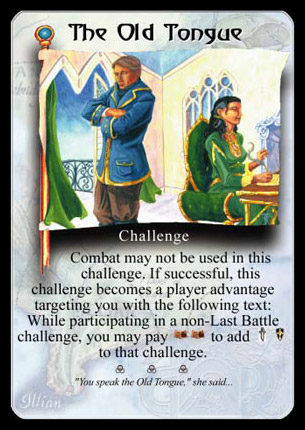 The Old Tongue
Challenge
Combat may not be used in this
challenge. If successful, this
challenge becomes a player advantage
targeting you with the following text:
While participating in a non-Last Battle
challenge, you may pay to add
to that challenge.
"You speak the Old Tongue," she said...
Illian